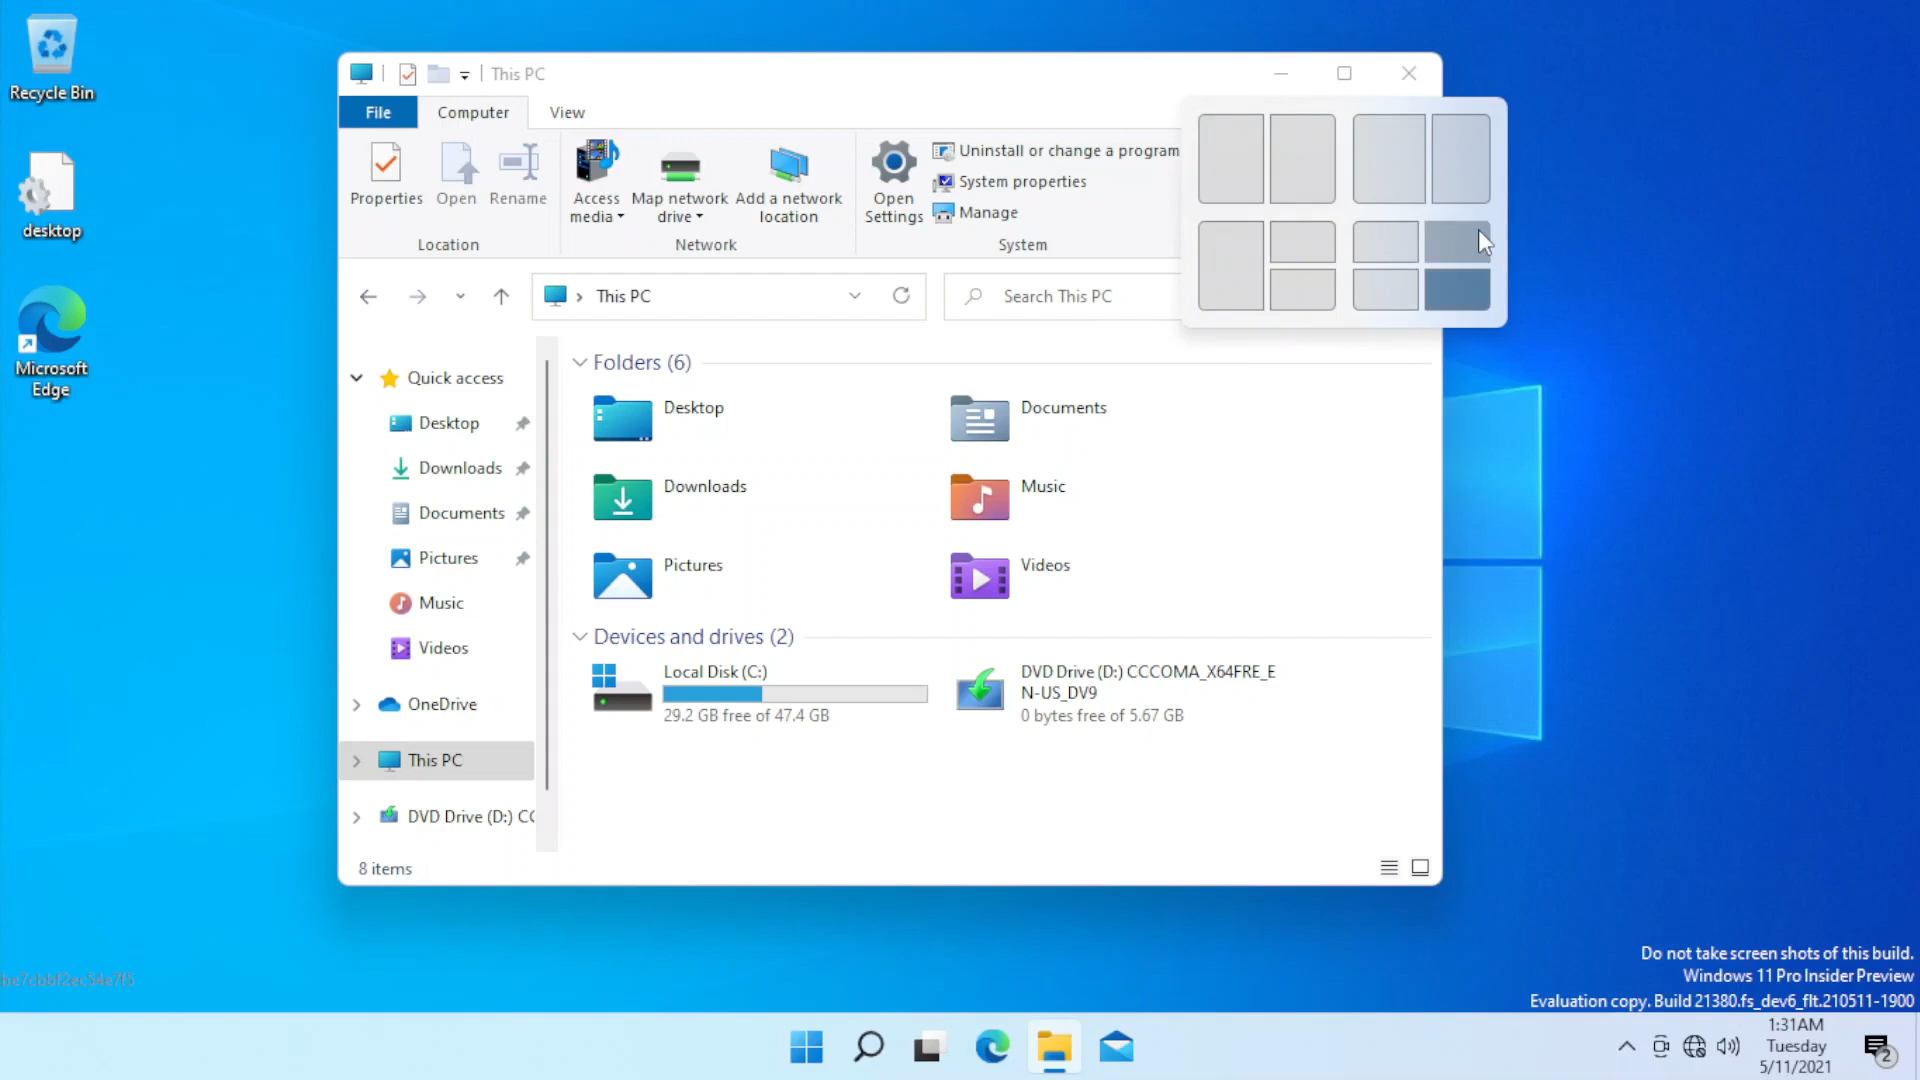 Recycle Bin
desktop
Microsoft
Edge
This PC
File
Computer
View
Properties
Open
Rename
Location
Access
media
Map network
drive
Add a network
location
Network
Open
Settings
Uninstall or change a program
System properties
Manage
System
This PC
Search This PC
Quick access
Desktop
Downloads
Documents
Pictures
Music
Videos
OneDrive
This PC
DVD Drive (D:) CC
Folders (6)
Desktop
Documents
Downloads
Music
Pictures
Videos
Devices and drives (2)
Local Disk (C:)
29.2 GB free of 47.4 GB
DVD Drive (D:) CCCOMA_X64FRE_E
N-US_DV9
0 bytes free of 5.67 GB
8 items
be7cbbf2ec54e7f5
Do not take screen shots of this build.
Windows 11 Pro Insider Preview
Evaluation copy. Build 21380.fs_dev6_flt.210511-1900
1:31AM
Tuesday
5/11/2021
2